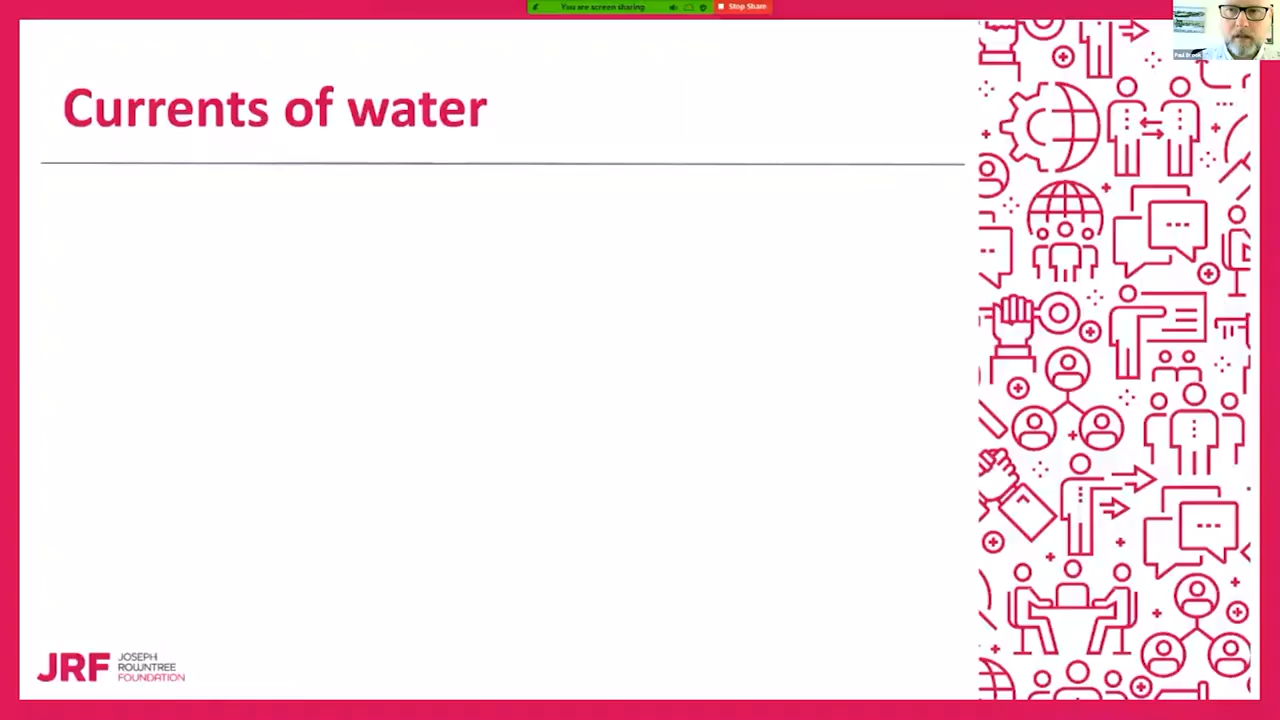 You are screen sharing
Stop Share
Currents of water
JRF JOSEPH
ROWNTREE
FOUNDATION